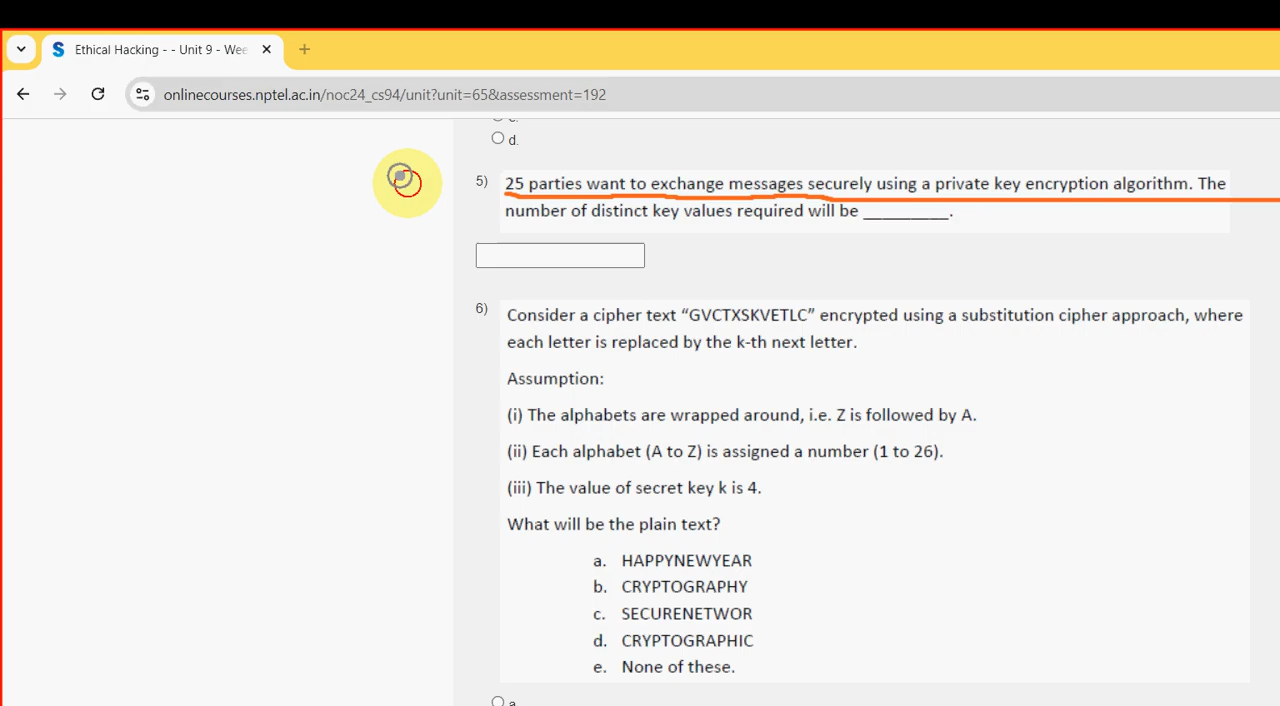 Ethical Hacking - - Unit 9 - Wee
onlinecourses.nptel.ac.in/noc24_cs94/unit?unit=65&assessment=192
c.
d.
5) 25 parties want to exchange messages securely using a private key encryption algorithm. The
number of distinct key values required will be _________.
6) Consider a cipher text “GVCTXSKVETLC” encrypted using a substitution cipher approach, where
each letter is replaced by the k-th next letter.
Assumption:
(i) The alphabets are wrapped around, i.e. Z is followed by A.
(ii) Each alphabet (A to Z) is assigned a number (1 to 26).
(iii) The value of secret key k is 4.
What will be the plain text?
a. HAPPYNEWYEAR
b. CRYPTOGRAPHY
c. SECURENETWOR
d. CRYPTOGRAPHIC
e. None of these.
a.